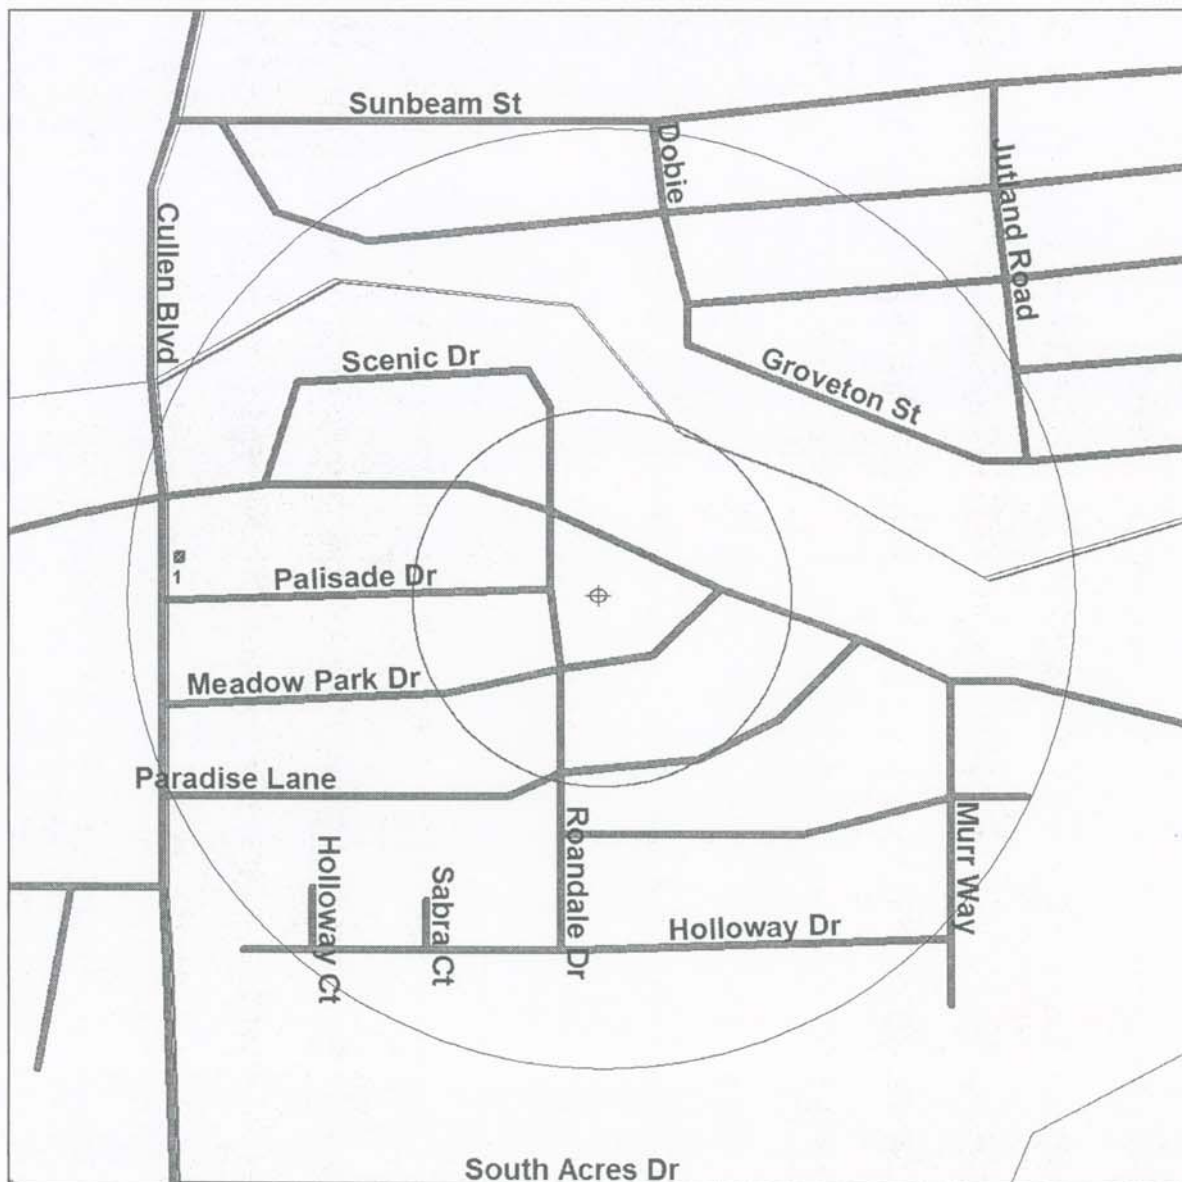 Sunbeam St
Dobie
Jutland Road
Cullen Blvd
Scenic Dr
Groveton St
1
Palisade Dr
Meadow Park Dr
Paradise Lane
Roandale Dr
Murr Way
Holloway Ct
Sabra Ct
Holloway Dr
South Acres Dr